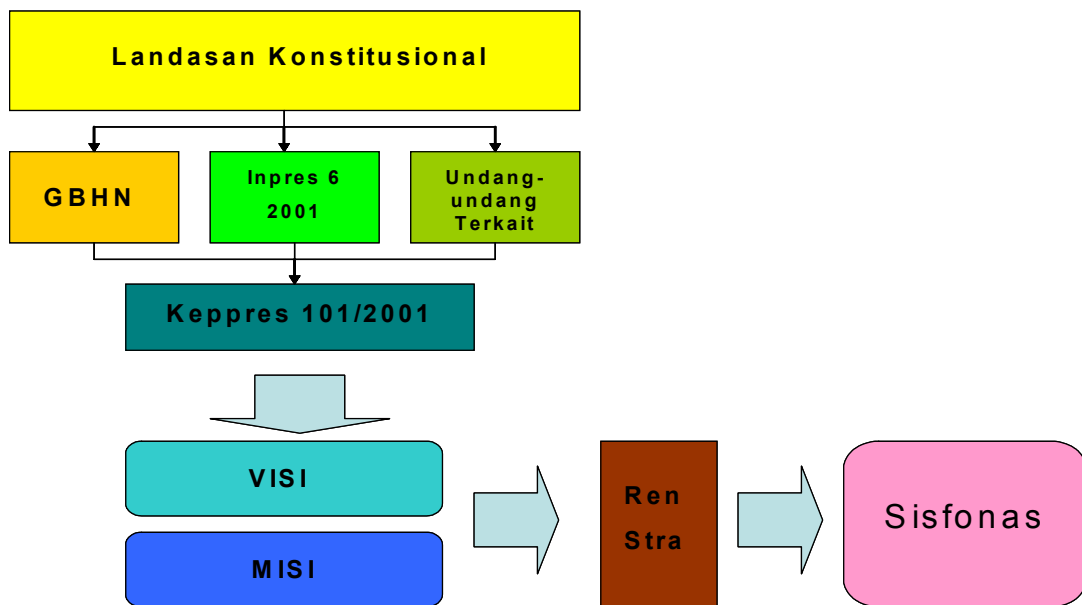 Landasan Konstitusional
GBHN
Inpres 6
2001
Undang-
undang
Terkait
Keppres 101/2001
VISI
MISI
Ren
Stra
Sisfonas